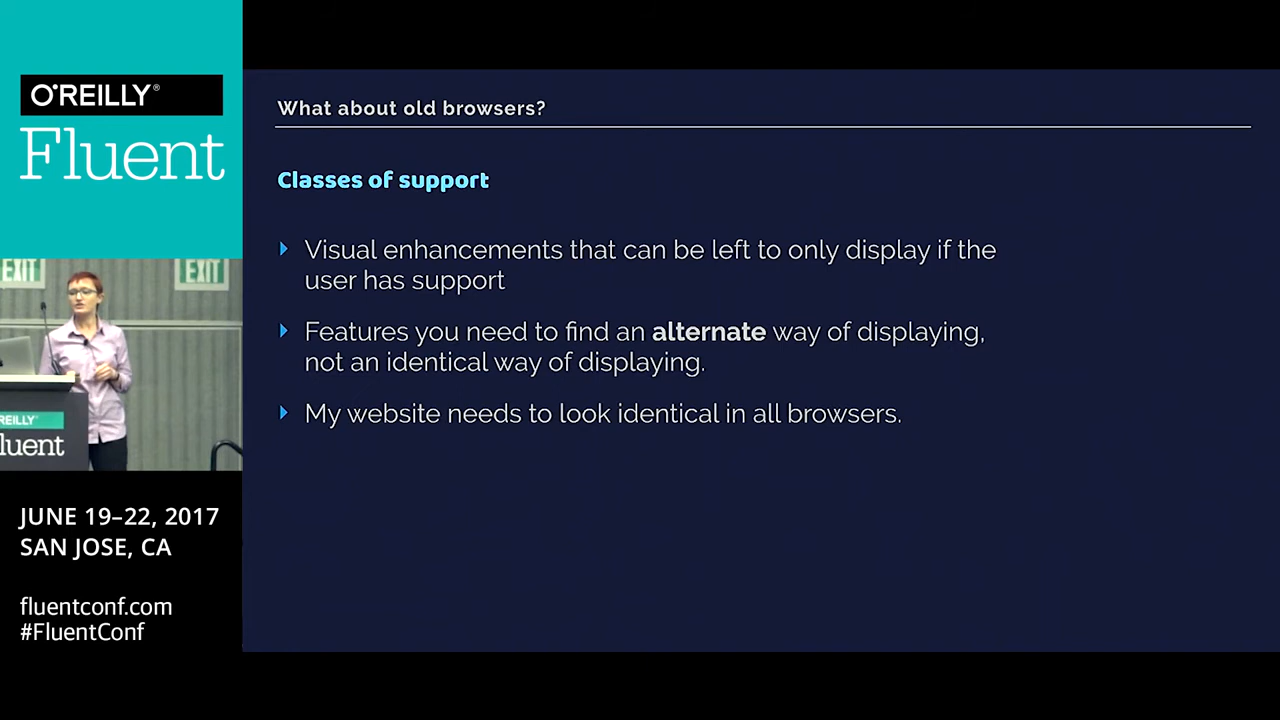 O'REILLY®
Fluent
EXIT
EXIT
REILLY
luent
JUNE 19–22, 2017
SAN JOSE, CA
fluentconf.com
#FluentConf
What about old browsers?
Classes of support
Visual enhancements that can be left to only display if the
user has support
Features you need to find an alternate way of displaying,
not an identical way of displaying.
My website needs to look identical in all browsers.